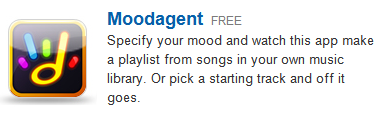 Moodagent FREE
Specify your mood and watch this app make
a playlist from songs in your own music
library. Or pick a starting track and off it
goes.